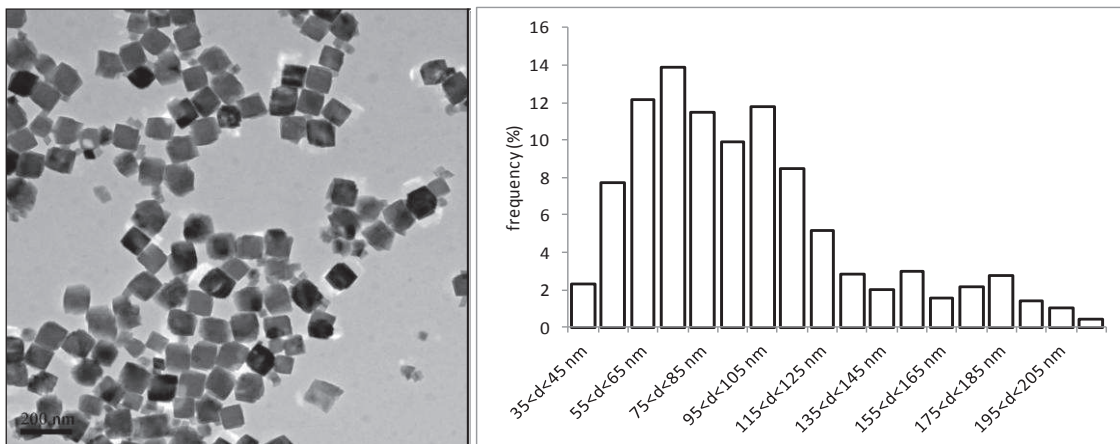 200 nm
frequency (%)
16
14
12
10
8
6
4
2
0
35<d<45 nm
55<d<65 nm
75<d<85 nm
95<d<105 nm
115<d<125 nm
135<d<145 nm
155<d<165 nm
175<d<185 nm
195<d<205 nm